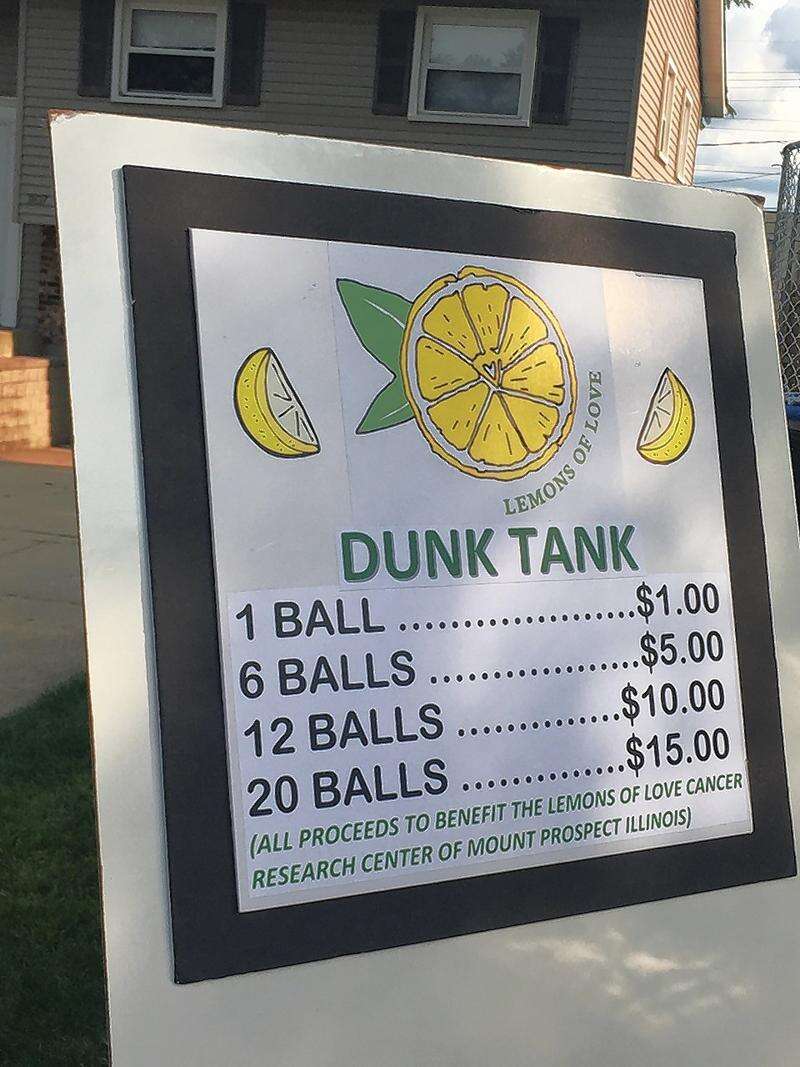 LEMONS OF LOVE
DUNK TANK
1 BALL ....................$1.00
6 BALLS ..................$5.00
12 BALLS ..............$10.00
20 BALLS ..............$15.00
(ALL PROCEEDS TO BENEFIT THE LEMONS OF LOVE CANCER
RESEARCH CENTER OF MOUNT PROSPECT ILLINOIS)